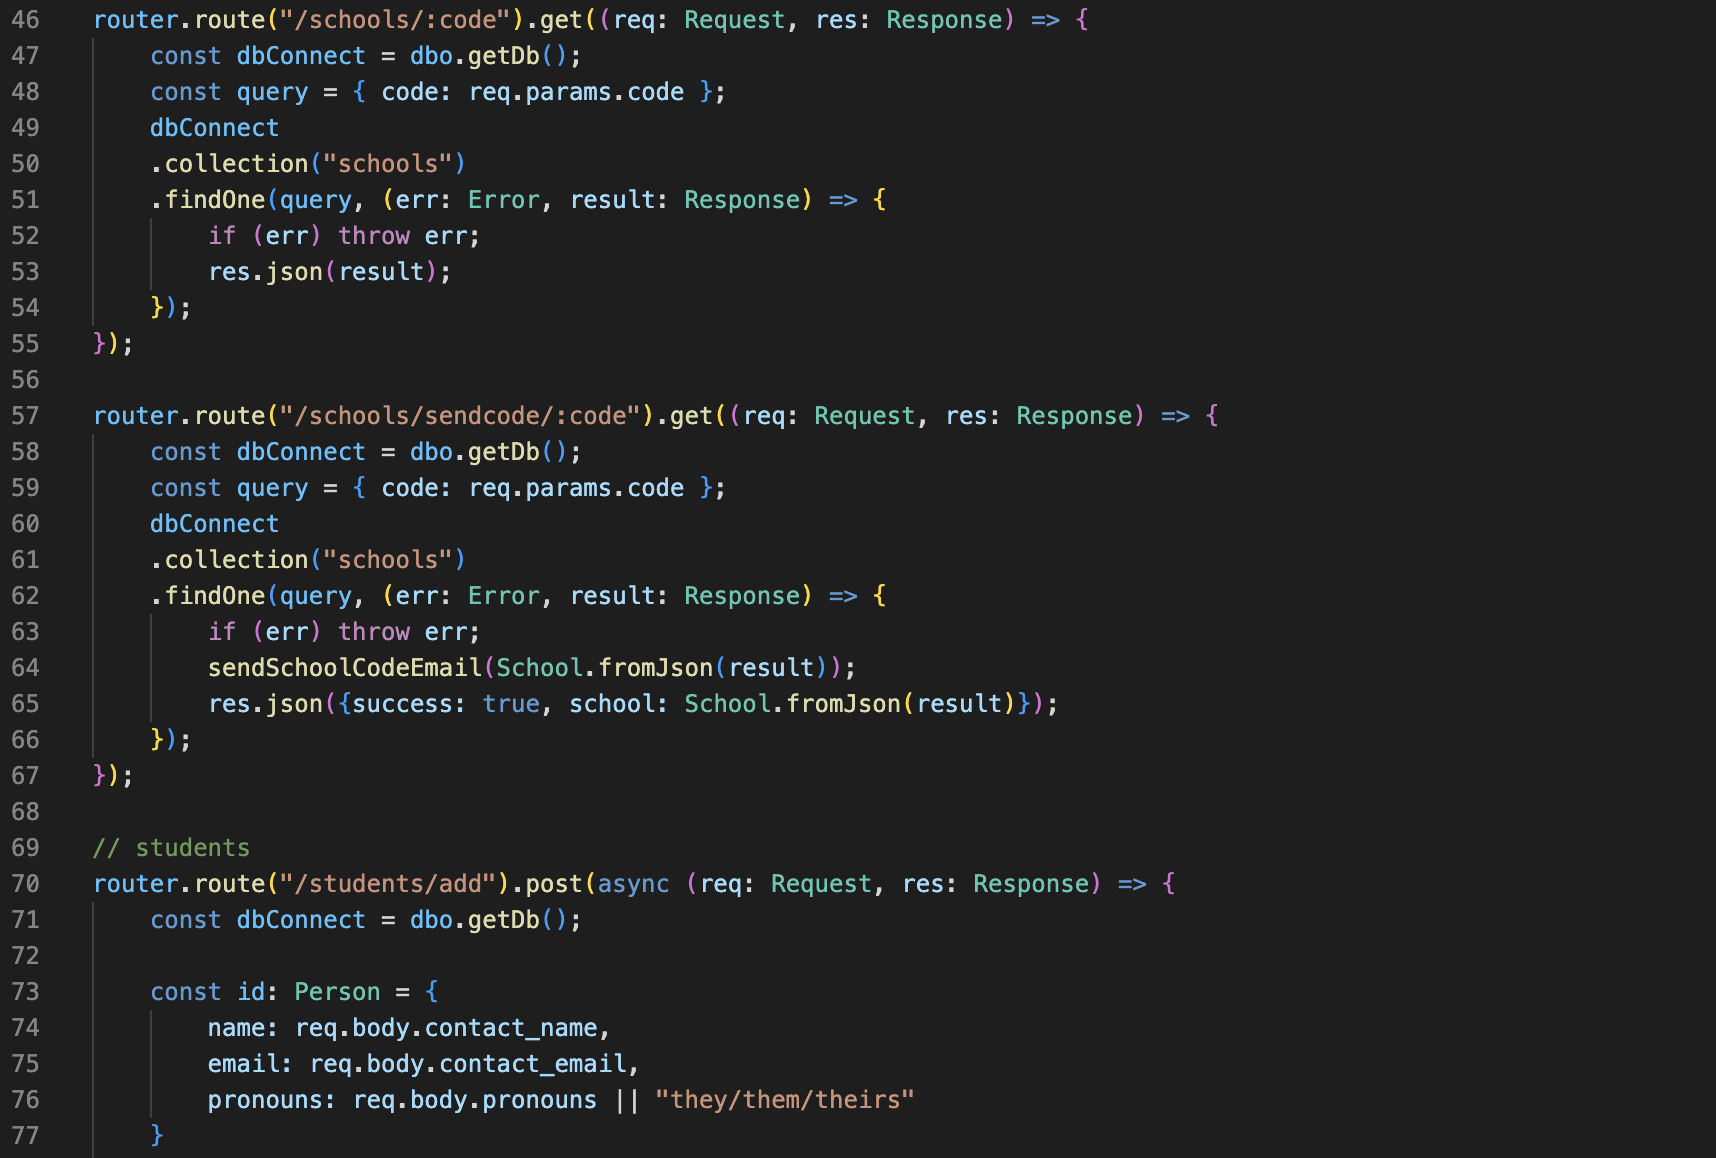 46 router.route("/schools/:code").get((req: Request, res: Response) => {
47 const dbConnect = dbo.getDb();
48 const query = { code: req.params.code };
49 dbConnect
50 .collection("schools")
51 .findOne(query, (err: Error, result: Response) => {
52 if (err) throw err;
53 res.json(result);
54 });
55 });
56
57 router.route("/schools/sendcode/:code").get((req: Request, res: Response) => {
58 const dbConnect = dbo.getDb();
59 const query = { code: req.params.code };
60 dbConnect
61 .collection("schools")
62 .findOne(query, (err: Error, result: Response) => {
63 if (err) throw err;
64 sendSchoolCodeEmail(School.fromJson(result));
65 res.json({success: true, school: School.fromJson(result)});
66 });
67 });
68
69 // students
70 router.route("/students/add").post(async (req: Request, res: Response) => {
71 const dbConnect = dbo.getDb();
72
73 const id: Person = {
74 name: req.body.contact_name,
75 email: req.body.contact_email,
76 pronouns: req.body.pronouns || "they/them/theirs"
77 }